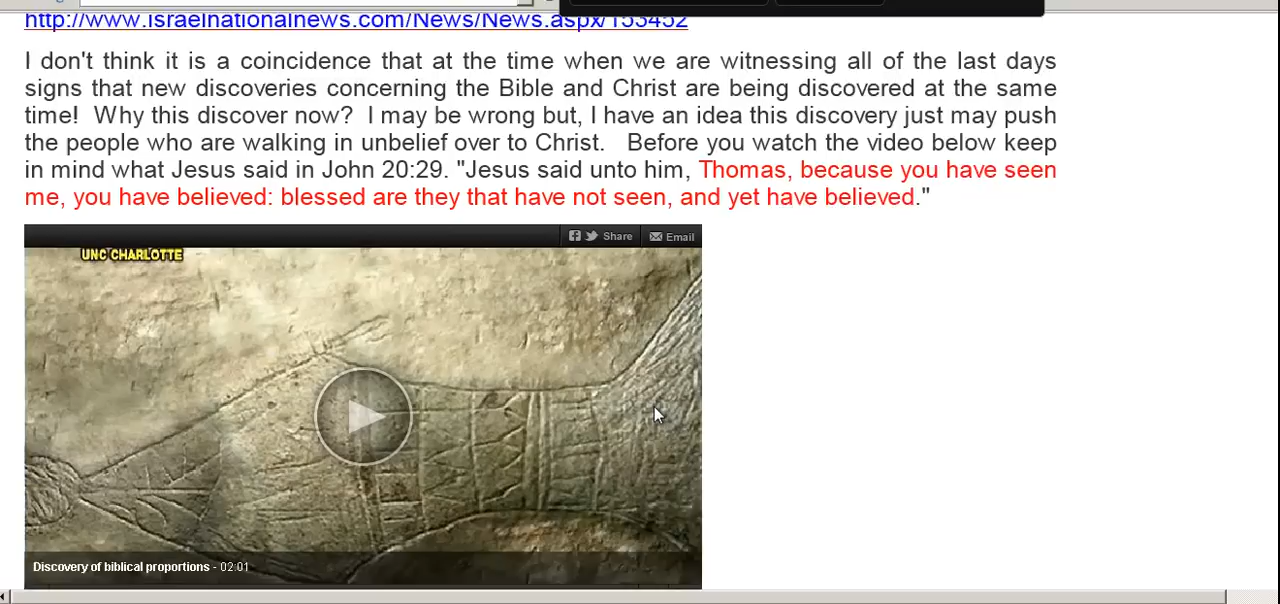 http://www.israelnationalnews.com/News/News.aspx/153452
I don't think it is a coincidence that at the time when we are witnessing all of the last days
signs that new discoveries concerning the Bible and Christ are being discovered at the same
time!  Why this discover now?  I may be wrong but, I have an idea this discovery just may push
the people who are walking in unbelief over to Christ.   Before you watch the video below keep
in mind what Jesus said in John 20:29. "Jesus said unto him, Thomas, because you have seen
me, you have believed: blessed are they that have not seen, and yet have believed."
Share Email
UNC CHARLOTTE
Discovery of biblical proportions - 02:01